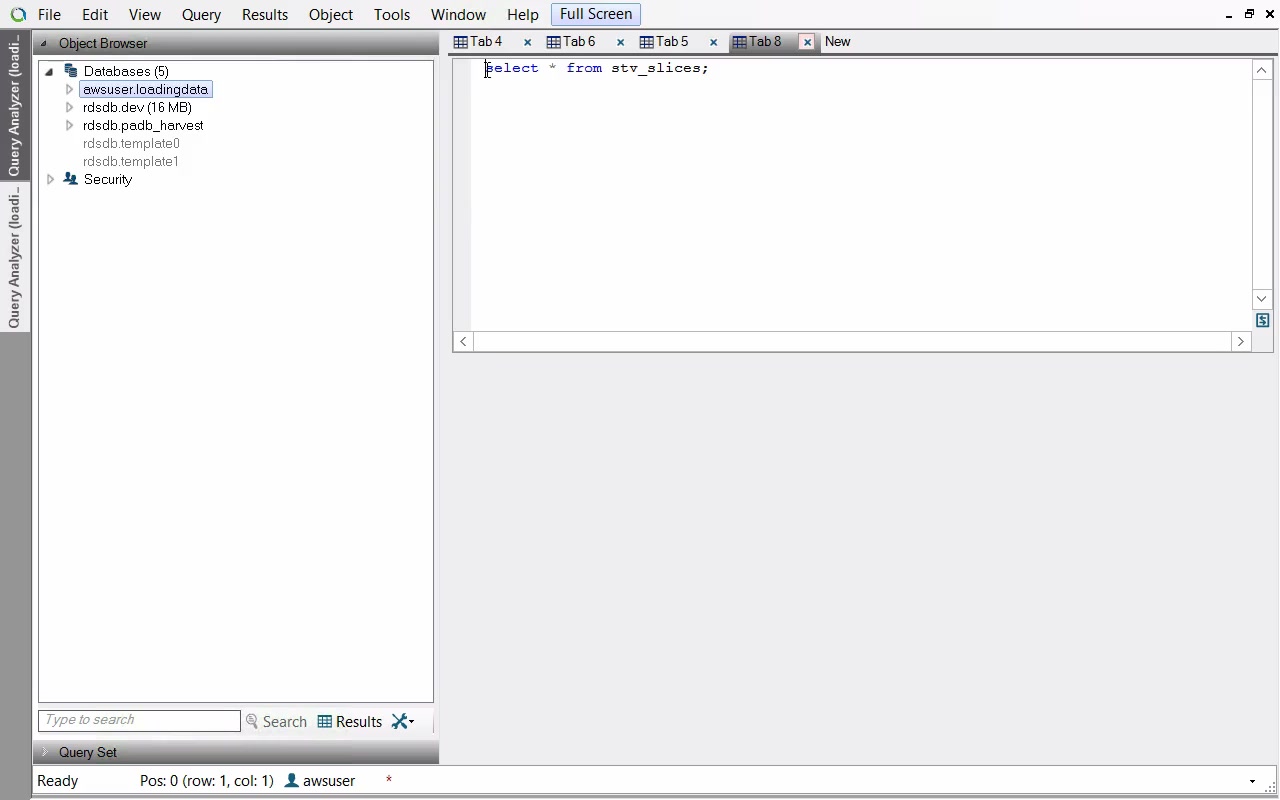 File Edit View Query Results Object Tools Window Help Full Screen
Query Analyzer (loadi...
Query Analyzer (loadi...
Object Browser
Databases (5)
awsuser.loadingdata
rdsdb.dev (16 MB)
rdsdb.padb_harvest
rdsdb.template0
rdsdb.template1
Security
Type to search Search Results
Query Set
Tab 4 Tab 6 Tab 5 Tab 8 New
select * from stv_slices;
Ready Pos: 0 (row: 1, col: 1) awsuser *